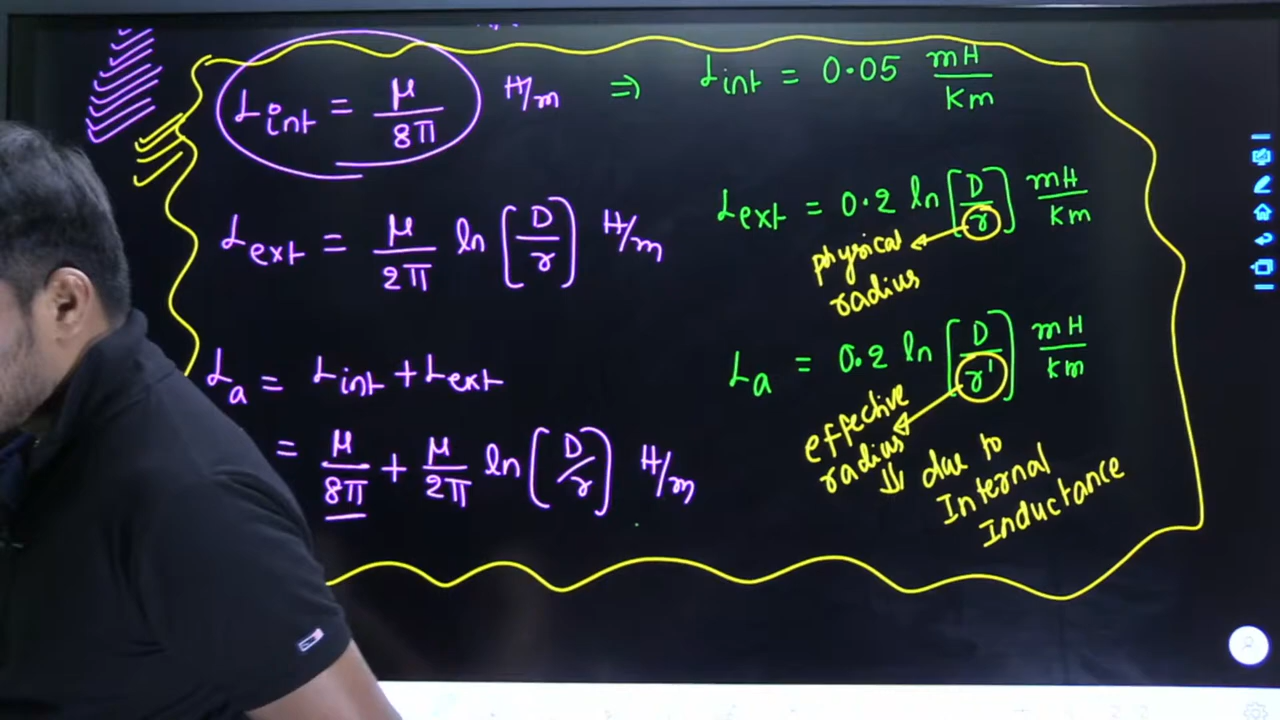 L_int = μ/8π H/m ⇒ L_int = 0.05 mH/Km
L_ext = μ/2π ln[D/r] H/m
L_ext = 0.2 ln[D/r] mH/Km
physical
radius
L_a = L_int + L_ext
= μ/8π + μ/2π ln[D/r] H/m
L_a = 0.2 ln[D/r'] mH/Km
effective
radius
⇓ due to
Internal
Inductance